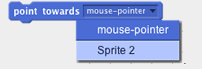 point towards mouse-pointer
mouse-pointer
Sprite 2